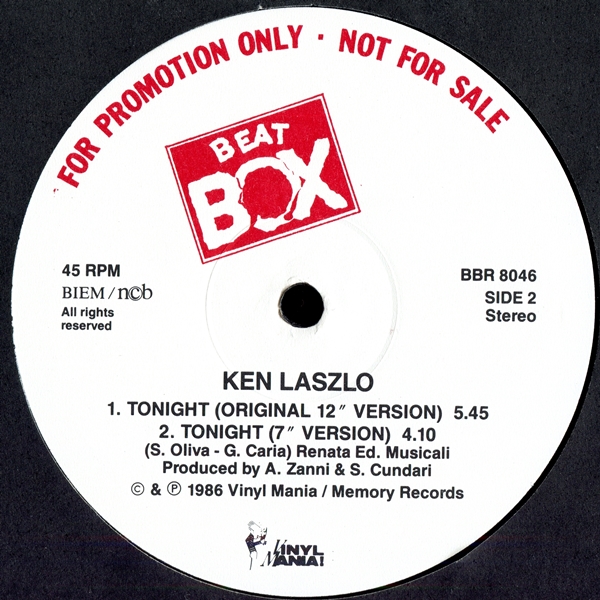 FOR PROMOTION ONLY · NOT FOR SALE
BEAT
BOX
45 RPM
BIEM / ncb
All rights
reserved
BBR 8046
SIDE 2
Stereo
KEN LASZLO
1. TONIGHT (ORIGINAL 12″ VERSION) 5.45
2. TONIGHT (7″ VERSION) 4.10
(S. Oliva - G. Caria) Renata Ed. Musicali
Produced by A. Zanni & S. Cundari
© & ℗ 1986 Vinyl Mania / Memory Records
VINYL
MANIA!